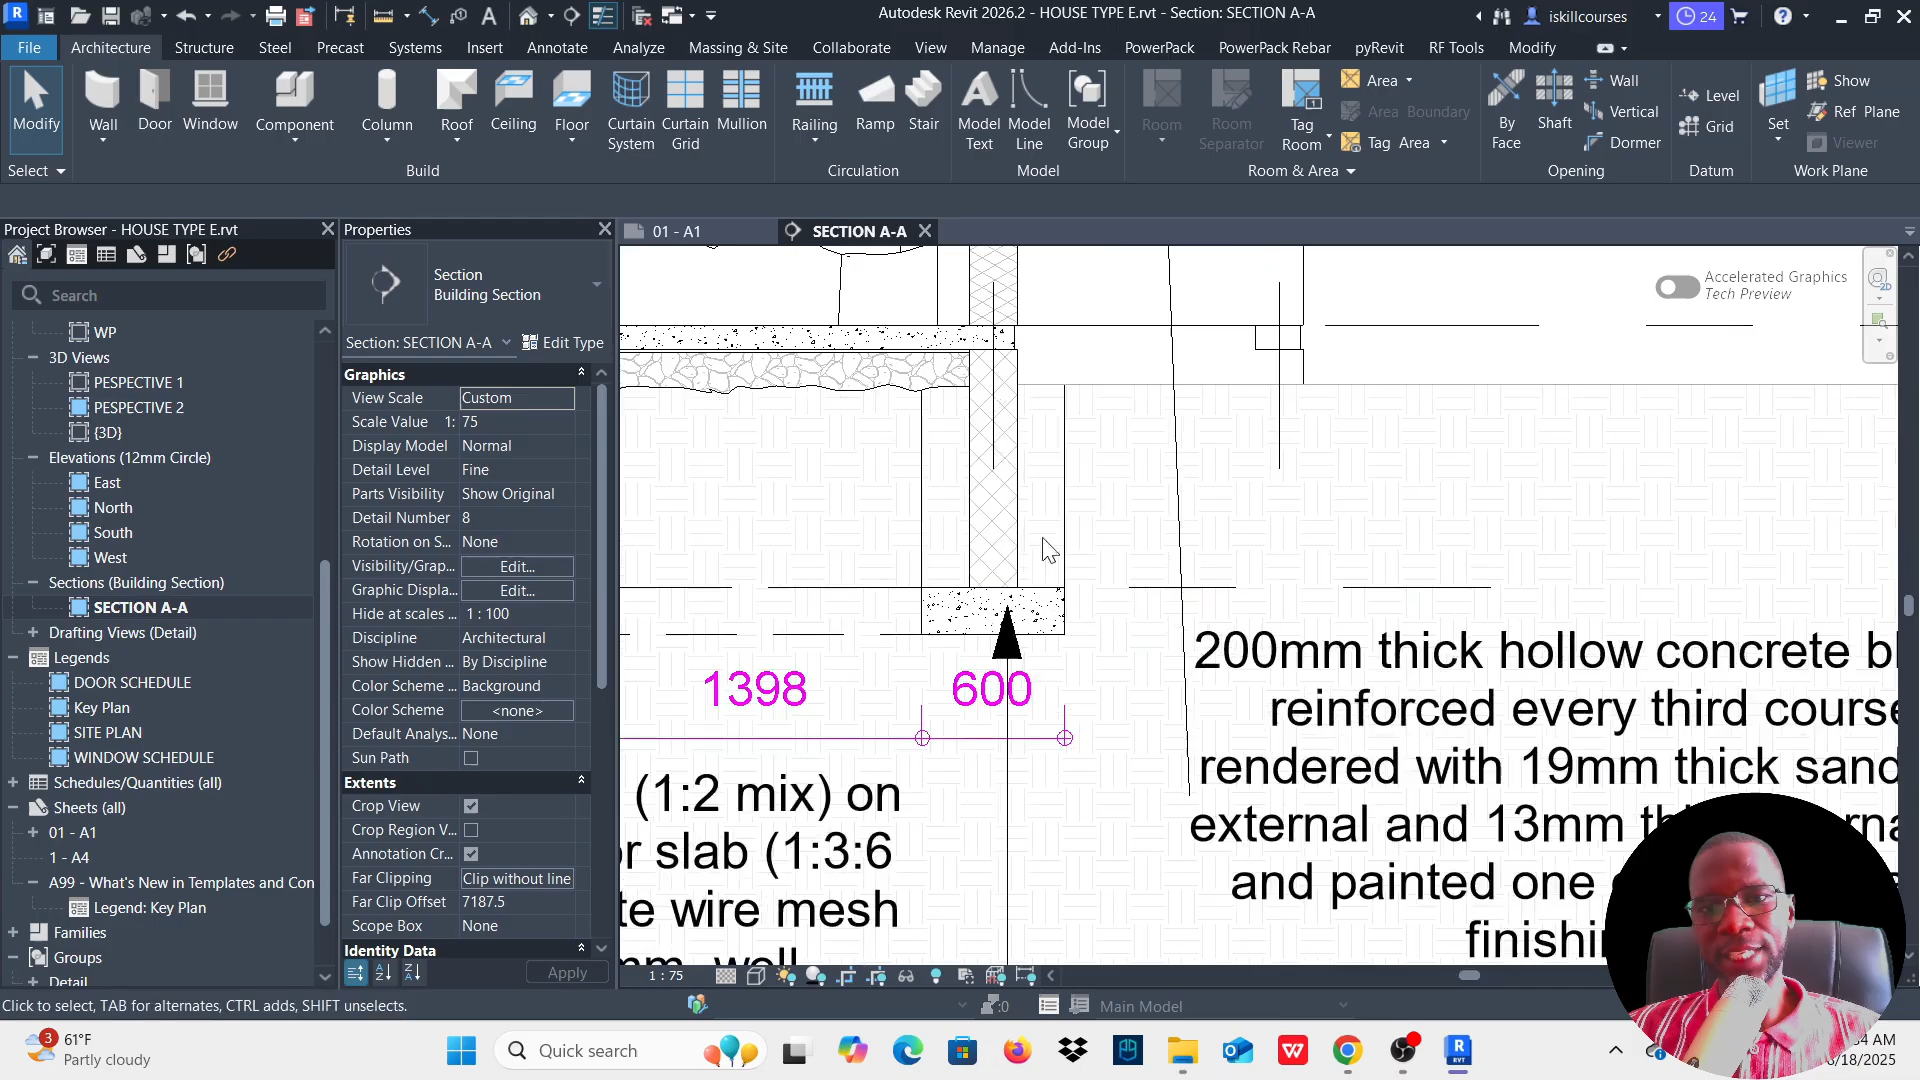 Autodesk Revit 2026.2 - HOUSE TYPE E.rvt - Section: SECTION A-A
iskillcourses
24
File Architecture Structure Steel Precast Systems Insert Annotate Analyze Massing & Site Collaborate View Manage Add-Ins PowerPack PowerPack Rebar pyRevit RF Tools Modify
Modify Wall Door Window Component Column Roof Ceiling Floor Curtain System Curtain Grid Mullion
Railing Ramp Stair Model Text Model Line Model Group Room Room Separator Tag Room
Area
Area Boundary
Tag Area
By Face Shaft
Wall
Vertical
Dormer
Level
Grid
Set
Show
Ref Plane
Viewer
Select Build Circulation Model Room & Area Opening Datum Work Plane
Project Browser - HOUSE TYPE E.rvt
Search
WP
3D Views
PESPECTIVE 1
PESPECTIVE 2
{3D}
Elevations (12mm Circle)
East
North
South
West
Sections (Building Section)
SECTION A-A
Drafting Views (Detail)
Legends
DOOR SCHEDULE
Key Plan
SITE PLAN
WINDOW SCHEDULE
Schedules/Quantities (all)
Sheets (all)
01 - A1
1 - A4
A99 - What's New in Templates and Con
Legend: Key Plan
Families
Groups
Detail
Properties
Section
Building Section
Section: SECTION A-A
Edit Type
Graphics
View Scale Custom
Scale Value 1: 75
Display Model Normal
Detail Level Fine
Parts Visibility Show Original
Detail Number 8
Rotation on S... None
Visibility/Grap... Edit...
Graphic Displa... Edit...
Hide at scales ... 1 : 100
Discipline Architectural
Show Hidden ... By Discipline
Color Scheme ... Background
Color Scheme <none>
Default Analys... None
Sun Path
Extents
Crop View
Crop Region V...
Annotation Cr...
Far Clipping Clip without line
Far Clip Offset 7187.5
Scope Box None
Identity Data
Apply
01 - A1
SECTION A-A
Accelerated Graphics
Tech Preview
2D
1398
600
(1:2 mix) on
or slab (1:3:6
te wire mesh
mm, well
200mm thick hollow concrete bl
reinforced every third course
rendered with 19mm thick sand
external and 13mm
and painted one
finishin
1 : 75
Click to select, TAB for alternates, CTRL adds, SHIFT unselects.
:0
Main Model
3
61°F
Partly cloudy
Quick search
AM
/18/2025